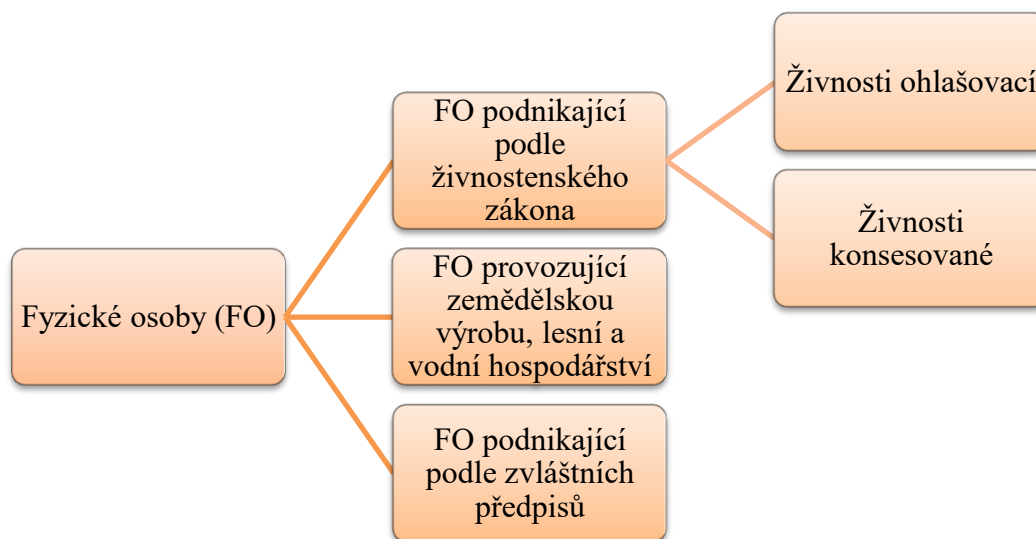 Fyzické osoby (FO)
FO podnikající
podle
živnostenského
zákona
FO provozující
zemědělskou
výrobu, lesní a
vodní hospodářství
FO podnikající
podle zvláštních
předpisů
Živnosti ohlašovací
Živnosti
konsesované